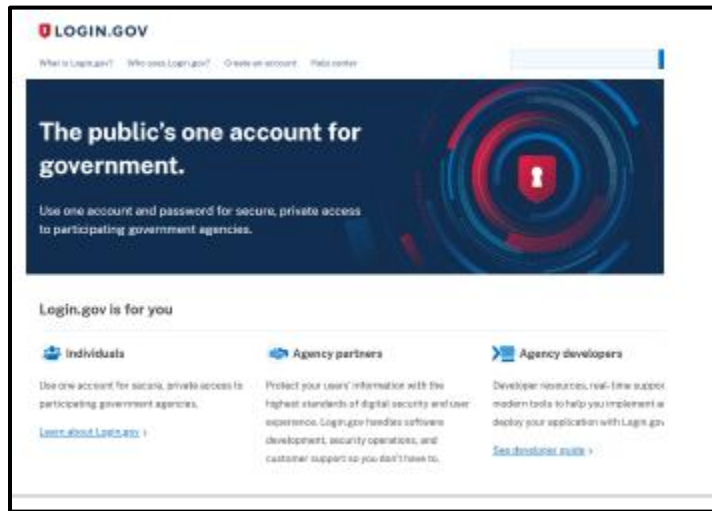 LOGIN.GOV
What is Login.gov? Who uses Login.gov? Create an account Help center
The public's one account for
government.
Use one account and password for secure, private access
to participating government agencies.
Login.gov is for you
Individuals
Use one account for secure, private access to
participating government agencies.
Learn about Login.gov ›
Agency partners
Protect your users' information with the
highest standards of digital security and user
experience. Login.gov handles software
development, security operations, and
customer support so you don't have to.
Agency developers
Developer resources, real-time suppor
modern tools to help you implement a
deploy your application with Login.gov
See developer guide ›